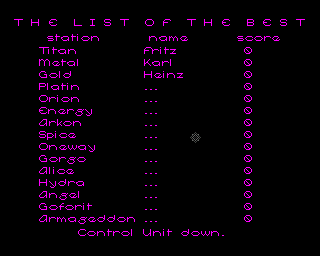 THE LIST OF THE BEST
station name score
Titan Fritz 0
Metal Karl 0
Gold Heinz 0
Platin ... 0
Orion ... 0
Energy ... 0
Arkon ... 0
Spice ... 0
Oneway ... 0
Gorgo ... 0
Alice ... 0
Hydra ... 0
Angel ... 0
Goforit ... 0
Armageddon ... 0
Control Unit down.